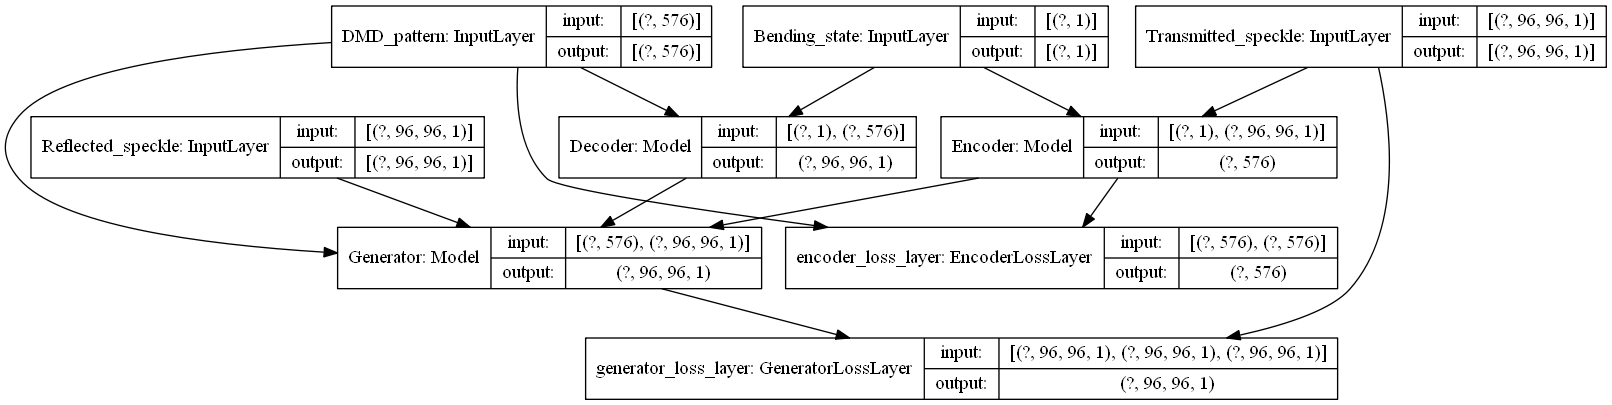 DMD_pattern: InputLayer input: [(?, 576)]
output: [(?, 576)]
Bending_state: InputLayer input: [(?, 1)]
output: [(?, 1)]
Transmitted_speckle: InputLayer input: [(?, 96, 96, 1)]
output: [(?, 96, 96, 1)]
Reflected_speckle: InputLayer input: [(?, 96, 96, 1)]
output: [(?, 96, 96, 1)]
Decoder: Model input: [(?, 1), (?, 576)]
output: (?, 96, 96, 1)
Encoder: Model input: [(?, 1), (?, 96, 96, 1)]
output: (?, 576)
Generator: Model input: [(?, 576), (?, 96, 96, 1)]
output: (?, 96, 96, 1)
encoder_loss_layer: EncoderLossLayer input: [(?, 576), (?, 576)]
output: (?, 576)
generator_loss_layer: GeneratorLossLayer input: [(?, 96, 96, 1), (?, 96, 96, 1), (?, 96, 96, 1)]
output: (?, 96, 96, 1)